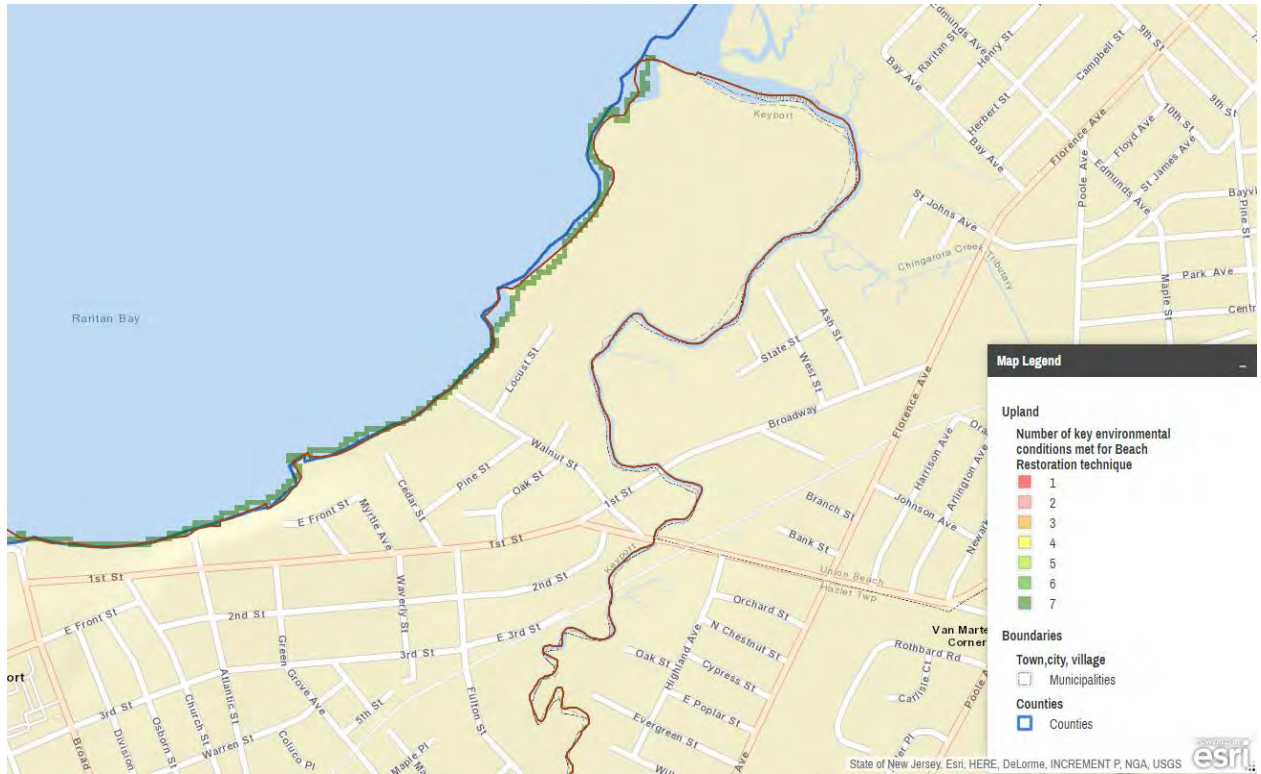 Edmunds Ave
Raritan St
Henry St
Campbell St
9th St
Bay Ave
Herbert St
Bay Ave
Florence Ave
Floyd Ave
10th St
9th St
Edmunds Ave
St James Ave
Poole Ave
Pine St
Keyport
St Johns Ave
Chingarora Creek Tributary
Park Ave
Maple St
Raritan Bay
Locust St
State St
Ash St
West St
Broadway
Florence Ave
Walnut St
Pine St
Oak St
1st St
Cedar St
E Front St
Myrtle Ave
1st St
1st St
Keyport
Harrison Ave
Arlington Ave
Johnson Ave
Branch St
Bank St
Union Beach
Hazlet Twp
2nd St
2nd St
E Front St
Waverly St
E 3rd St
3rd St
Green Grove Ave
Atlantic St
Fulton St
5th St
3rd St
Church St
Osborn St
Division
Broad
Warren St
Coluco Pl
Maple Pl
Orchard St
N Chestnut St
Highland Ave
Oak St
Cypress St
E Poplar St
Evergreen St
Ave
Van Marte
Corner
Rothbard Rd
Carlisle Ct
Map Legend
Upland
Number of key environmental
conditions met for Beach
Restoration technique
1
2
3
4
5
6
7
Boundaries
Town,city, village
Municipalities
Counties
Counties
State of New Jersey, Esri, HERE, DeLorme, INCREMENT P, NGA, USGS
POWERED BY
esri